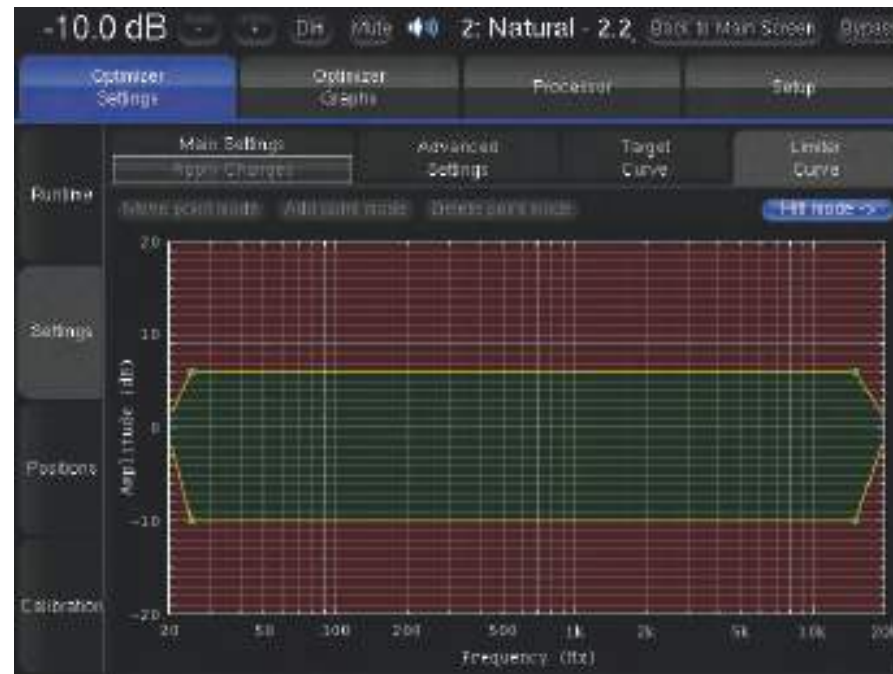 -10.0 dB - + DIM Mute 2: Natural - 2.2 Back to Main Screen Bypass
Optimizer Settings
Optimizer Graphs
Processor
Setup
Main Settings
Apply Changes
Advanced Settings
Target Curve
Limiter Curve
Runtime
Settings
Positions
Calibration
Move point mode Add point mode Delete point mode
20
10
0
-10
-20
Amplitude (dB)
20 50 100 200 500 1k 2k 5k 10k
Frequency (Hz)